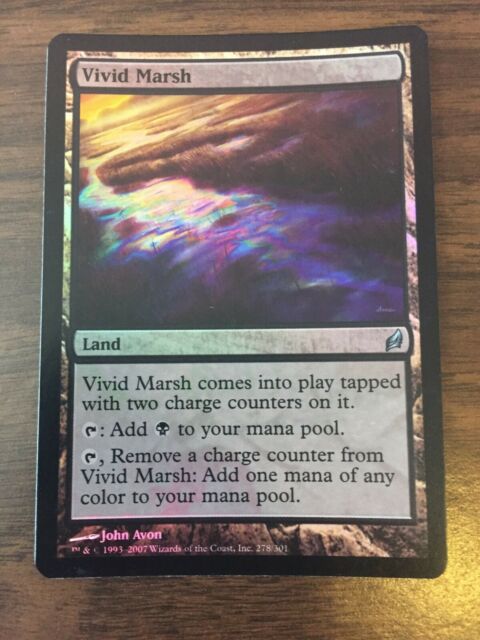 Vivid Marsh
Land
Vivid Marsh comes into play tapped
with two charge counters on it.
: Add to your mana pool.
, Remove a charge counter from
Vivid Marsh: Add one mana of any
color to your mana pool.
John Avon
™ & © 1993-2007 Wizards of the Coast, Inc. 278/301